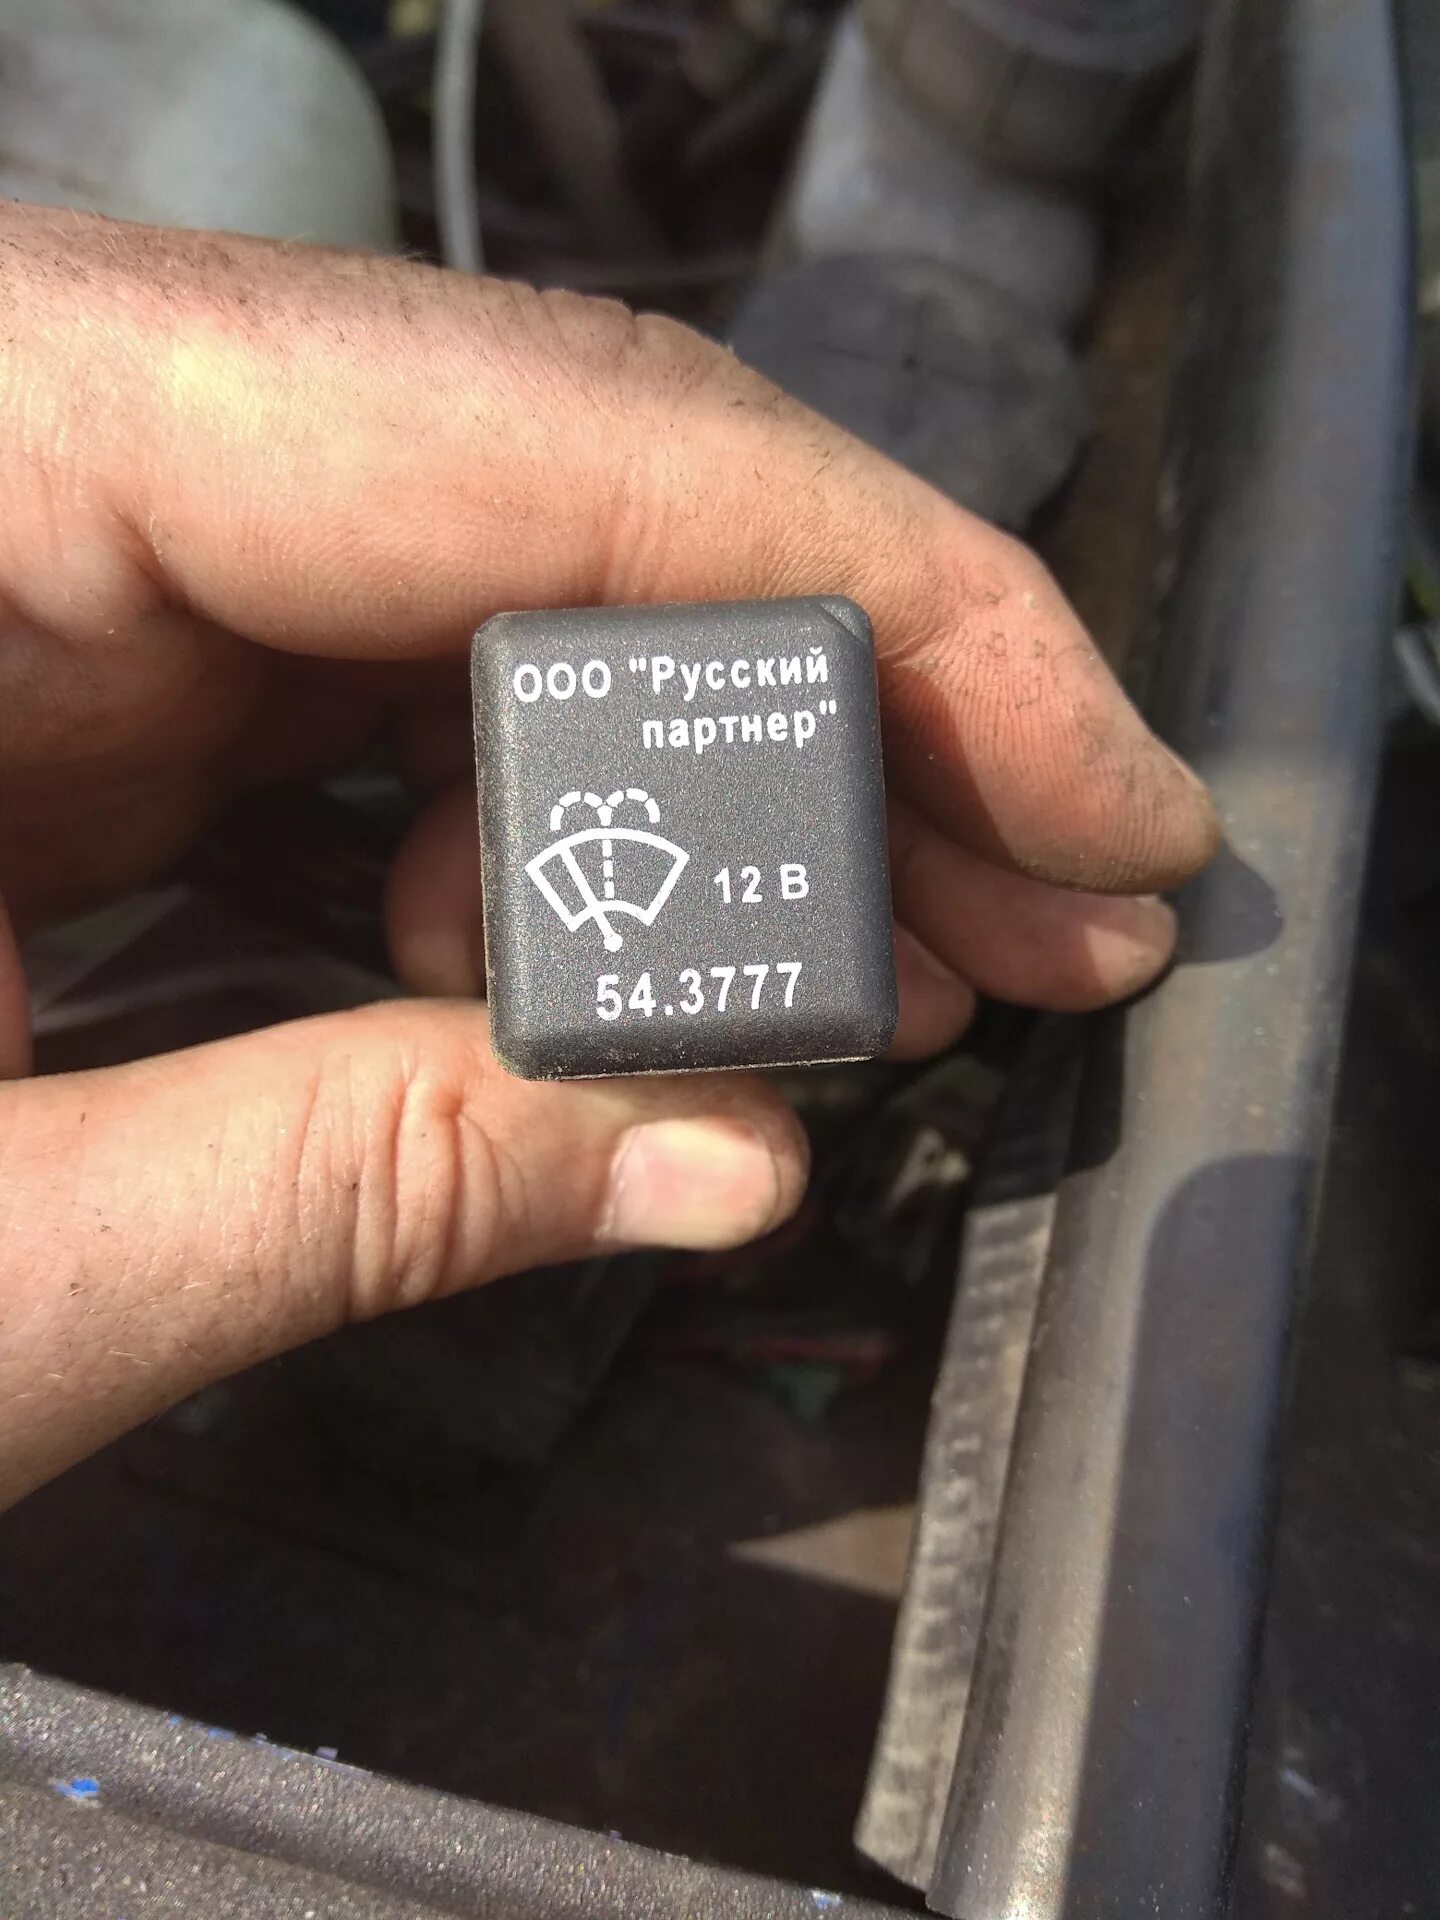 ООО "Русский
партнер"
12 В
54.3777